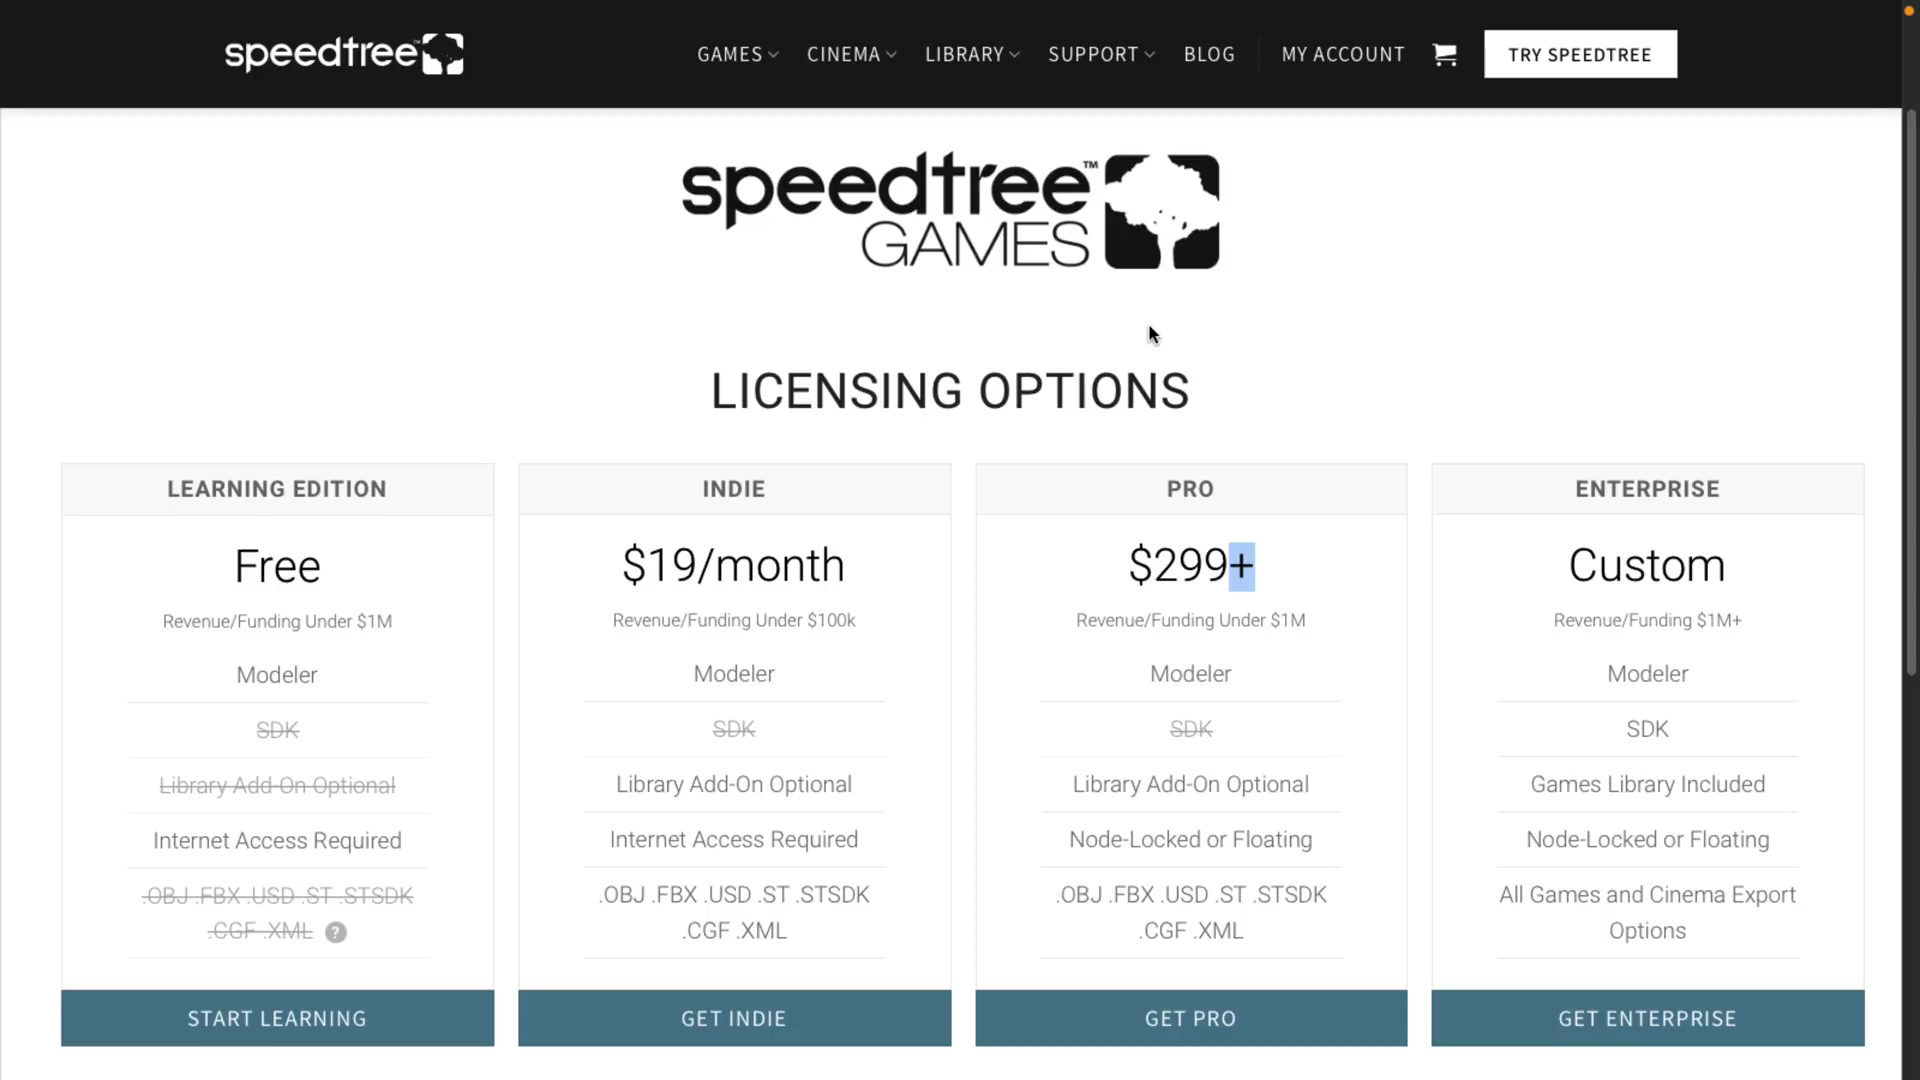 speedtree™
GAMES
CINEMA
LIBRARY
SUPPORT
BLOG
MY ACCOUNT
TRY SPEEDTREE
speedtree™
GAMES
LICENSING OPTIONS
LEARNING EDITION
Free
Revenue/Funding Under $1M
Modeler
SDK
Library Add-On Optional
Internet Access Required
.OBJ .FBX .USD .ST .STSDK
.CGF .XML ?
START LEARNING
INDIE
$19/month
Revenue/Funding Under $100k
Modeler
SDK
Library Add-On Optional
Internet Access Required
.OBJ .FBX .USD .ST .STSDK
.CGF .XML
GET INDIE
PRO
$299+
Revenue/Funding Under $1M
Modeler
SDK
Library Add-On Optional
Node-Locked or Floating
.OBJ .FBX .USD .ST .STSDK
.CGF .XML
GET PRO
ENTERPRISE
Custom
Revenue/Funding $1M+
Modeler
SDK
Games Library Included
Node-Locked or Floating
All Games and Cinema Export
Options
GET ENTERPRISE